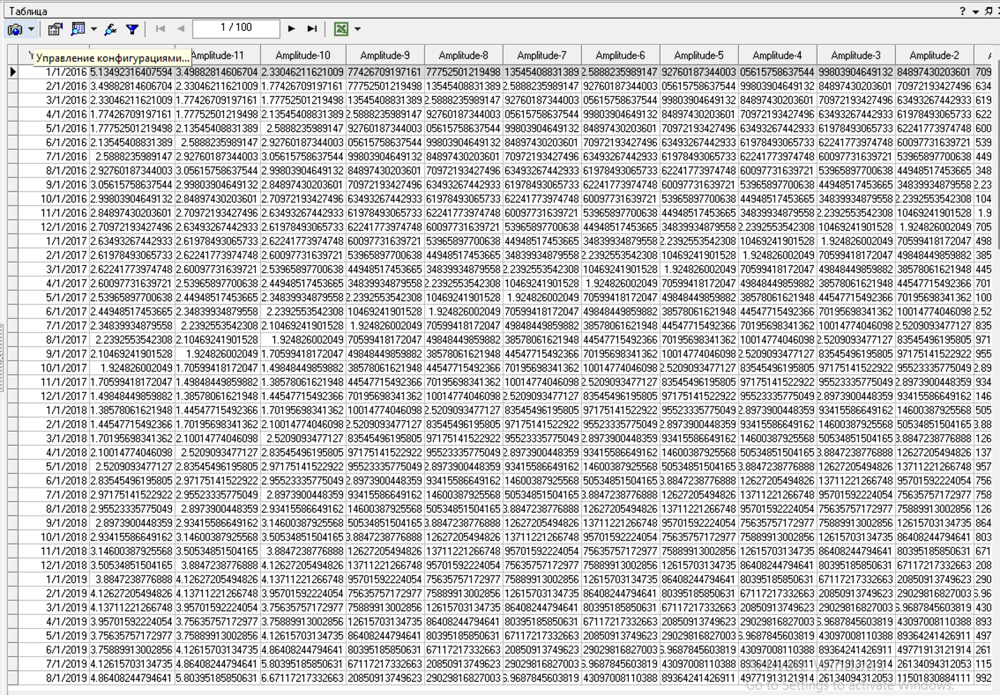 Таблица
?
1 / 100
Управление конфигурациями...
Y Amplitude-11 Amplitude-10 Amplitude-9 Amplitude-8 Amplitude-7 Amplitude-6 Amplitude-5 Amplitude-4 Amplitude-3 Amplitude-2
1/1/2016 5.13492316407594 3.49882814606704 2.33046211621009 77426709197161 77752501219498 13545408831389 2.5888235989147 92760187344003 05615758637544 99803904649132 84897430203601 709
2/1/2016 3.49882814606704 2.33046211621009 1.77426709197161 77752501219498 13545408831389 2.5888235989147 92760187344003 05615758637544 99803904649132 84897430203601 70972193427496 634
3/1/2016 2.33046211621009 1.77426709197161 1.77752501219498 13545408831389 2.5888235989147 92760187344003 05615758637544 99803904649132 84897430203601 70972193427496 63493267442933 619
4/1/2016 1.77426709197161 1.77752501219498 2.13545408831389 2.5888235989147 92760187344003 05615758637544 99803904649132 84897430203601 70972193427496 63493267442933 61978493065733 622
5/1/2016 1.77752501219498 2.13545408831389 2.5888235989147 92760187344003 05615758637544 99803904649132 84897430203601 70972193427496 63493267442933 61978493065733 62241773974748 600
6/1/2016 2.13545408831389 2.5888235989147 2.92760187344003 05615758637544 99803904649132 84897430203601 70972193427496 63493267442933 61978493065733 62241773974748 60097731639721 539
7/1/2016 2.5888235989147 2.92760187344003 3.05615758637544 99803904649132 84897430203601 70972193427496 63493267442933 61978493065733 62241773974748 60097731639721 53965897700638 449
8/1/2016 2.92760187344003 3.05615758637544 2.99803904649132 84897430203601 70972193427496 63493267442933 61978493065733 62241773974748 60097731639721 53965897700638 44948517453665 348
9/1/2016 3.05615758637544 2.99803904649132 2.84897430203601 70972193427496 63493267442933 61978493065733 62241773974748 60097731639721 53965897700638 44948517453665 34839934879558 2.23
10/1/2016 2.99803904649132 2.84897430203601 2.70972193427496 63493267442933 61978493065733 62241773974748 60097731639721 53965897700638 44948517453665 34839934879558 2.2392553542308 104
11/1/2016 2.84897430203601 2.70972193427496 2.63493267442933 61978493065733 62241773974748 60097731639721 53965897700638 44948517453665 34839934879558 2.2392553542308 10469241901528 1.9
12/1/2016 2.70972193427496 2.63493267442933 2.61978493065733 62241773974748 60097731639721 53965897700638 44948517453665 34839934879558 2.2392553542308 10469241901528 1.924826002049 705
1/1/2017 2.63493267442933 2.61978493065733 2.62241773974748 60097731639721 53965897700638 44948517453665 34839934879558 2.2392553542308 10469241901528 1.924826002049 70599418172047 498
2/1/2017 2.61978493065733 2.62241773974748 2.60097731639721 53965897700638 44948517453665 34839934879558 2.2392553542308 10469241901528 1.924826002049 70599418172047 49848449859882 385
3/1/2017 2.62241773974748 2.60097731639721 2.53965897700638 44948517453665 34839934879558 2.2392553542308 10469241901528 1.924826002049 70599418172047 49848449859882 38578061621948 445
4/1/2017 2.60097731639721 2.53965897700638 2.44948517453665 34839934879558 2.2392553542308 10469241901528 1.924826002049 70599418172047 49848449859882 38578061621948 44547715492366 701
5/1/2017 2.53965897700638 2.44948517453665 2.34839934879558 2.2392553542308 10469241901528 1.924826002049 70599418172047 49848449859882 38578061621948 44547715492366 70195698341362 100
6/1/2017 2.44948517453665 2.34839934879558 2.2392553542308 10469241901528 1.924826002049 70599418172047 49848449859882 38578061621948 44547715492366 70195698341362 10014774046098 2.52
7/1/2017 2.34839934879558 2.2392553542308 2.10469241901528 1.924826002049 70599418172047 49848449859882 38578061621948 44547715492366 70195698341362 10014774046098 2.5209093477127 835
8/1/2017 2.2392553542308 2.10469241901528 1.924826002049 70599418172047 49848449859882 38578061621948 44547715492366 70195698341362 10014774046098 2.5209093477127 83545496195805 971
9/1/2017 2.10469241901528 1.924826002049 1.70599418172047 49848449859882 38578061621948 44547715492366 70195698341362 10014774046098 2.5209093477127 83545496195805 97175141522922 955
10/1/2017 1.924826002049 1.70599418172047 1.49848449859882 38578061621948 44547715492366 70195698341362 10014774046098 2.5209093477127 83545496195805 97175141522922 95523335775049 2.89
11/1/2017 1.70599418172047 1.49848449859882 1.38578061621948 44547715492366 70195698341362 10014774046098 2.5209093477127 83545496195805 97175141522922 95523335775049 2.8973900448359 934
12/1/2017 1.49848449859882 1.38578061621948 1.44547715492366 70195698341362 10014774046098 2.5209093477127 83545496195805 97175141522922 95523335775049 2.8973900448359 93415586649162 146
1/1/2018 1.38578061621948 1.44547715492366 1.70195698341362 10014774046098 2.5209093477127 83545496195805 97175141522922 95523335775049 2.8973900448359 93415586649162 14600387925568 505
2/1/2018 1.44547715492366 1.70195698341362 2.10014774046098 2.5209093477127 83545496195805 97175141522922 95523335775049 2.8973900448359 93415586649162 14600387925568 50534851504165 3.88
3/1/2018 1.70195698341362 2.10014774046098 2.5209093477127 83545496195805 97175141522922 95523335775049 2.8973900448359 93415586649162 14600387925568 50534851504165 3.8847238776888 126
4/1/2018 2.10014774046098 2.5209093477127 2.83545496195805 97175141522922 95523335775049 2.8973900448359 93415586649162 14600387925568 50534851504165 3.8847238776888 12627205494826 137
5/1/2018 2.5209093477127 2.83545496195805 2.97175141522922 95523335775049 2.8973900448359 93415586649162 14600387925568 50534851504165 3.8847238776888 12627205494826 13711221266748 957
6/1/2018 2.83545496195805 2.97175141522922 2.95523335775049 2.8973900448359 93415586649162 14600387925568 50534851504165 3.8847238776888 12627205494826 13711221266748 95701592224054 756
7/1/2018 2.97175141522922 2.95523335775049 2.8973900448359 93415586649162 14600387925568 50534851504165 3.8847238776888 12627205494826 13711221266748 95701592224054 75635757172977 758
8/1/2018 2.95523335775049 2.8973900448359 2.93415586649162 14600387925568 50534851504165 3.8847238776888 12627205494826 13711221266748 95701592224054 75635757172977 75889913002856 126
9/1/2018 2.8973900448359 2.93415586649162 3.14600387925568 50534851504165 3.8847238776888 12627205494826 13711221266748 95701592224054 75635757172977 75889913002856 12615703134735 864
10/1/2018 2.93415586649162 3.14600387925568 3.50534851504165 3.8847238776888 12627205494826 13711221266748 95701592224054 75635757172977 75889913002856 12615703134735 86408244794641 803
11/1/2018 3.14600387925568 3.50534851504165 3.8847238776888 12627205494826 13711221266748 95701592224054 75635757172977 75889913002856 12615703134735 86408244794641 80395185850631 671
12/1/2018 3.50534851504165 3.8847238776888 4.12627205494826 13711221266748 95701592224054 75635757172977 75889913002856 12615703134735 86408244794641 80395185850631 67117217332663 208
1/1/2019 3.8847238776888 4.12627205494826 4.13711221266748 95701592224054 75635757172977 75889913002856 12615703134735 86408244794641 80395185850631 67117217332663 20850913749623 290
2/1/2019 4.12627205494826 4.13711221266748 3.95701592224054 75635757172977 75889913002856 12615703134735 86408244794641 80395185850631 67117217332663 20850913749623 29029816827003 6.96
3/1/2019 4.13711221266748 3.95701592224054 3.75635757172977 75889913002856 12615703134735 86408244794641 80395185850631 67117217332663 20850913749623 29029816827003 6.9687845603819 430
4/1/2019 3.95701592224054 3.75635757172977 3.75889913002856 12615703134735 86408244794641 80395185850631 67117217332663 20850913749623 29029816827003 6.9687845603819 43097008110388 893
5/1/2019 3.75635757172977 3.75889913002856 4.12615703134735 86408244794641 80395185850631 67117217332663 20850913749623 29029816827003 6.9687845603819 43097008110388 89364241426911 497
6/1/2019 3.75889913002856 4.12615703134735 4.86408244794641 80395185850631 67117217332663 20850913749623 29029816827003 6.9687845603819 43097008110388 89364241426911 49771913121914 261
7/1/2019 4.12615703134735 4.86408244794641 5.80395185850631 67117217332663 20850913749623 29029816827003 6.9687845603819 43097008110388 89364241426911 49771913121914 26134094312053 115
8/1/2019 4.86408244794641 5.80395185850631 6.67117217332663 20850913749623 29029816827003 6.9687845603819 43097008110388 89364241426911 49771913121914 26134094312053 11501830884111 992
Activate Windows
Go to Settings to activate Windows.